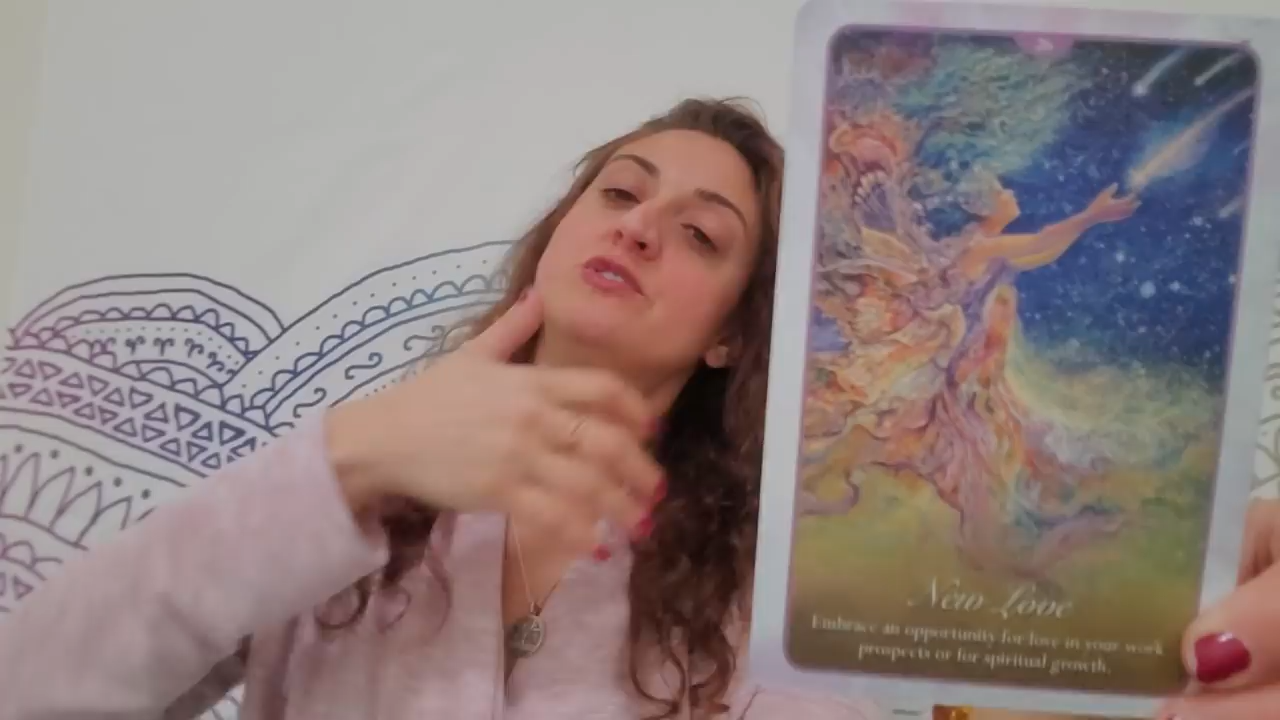 New Love
Embrace an opportunity for love in your work
prospects or for spiritual growth.